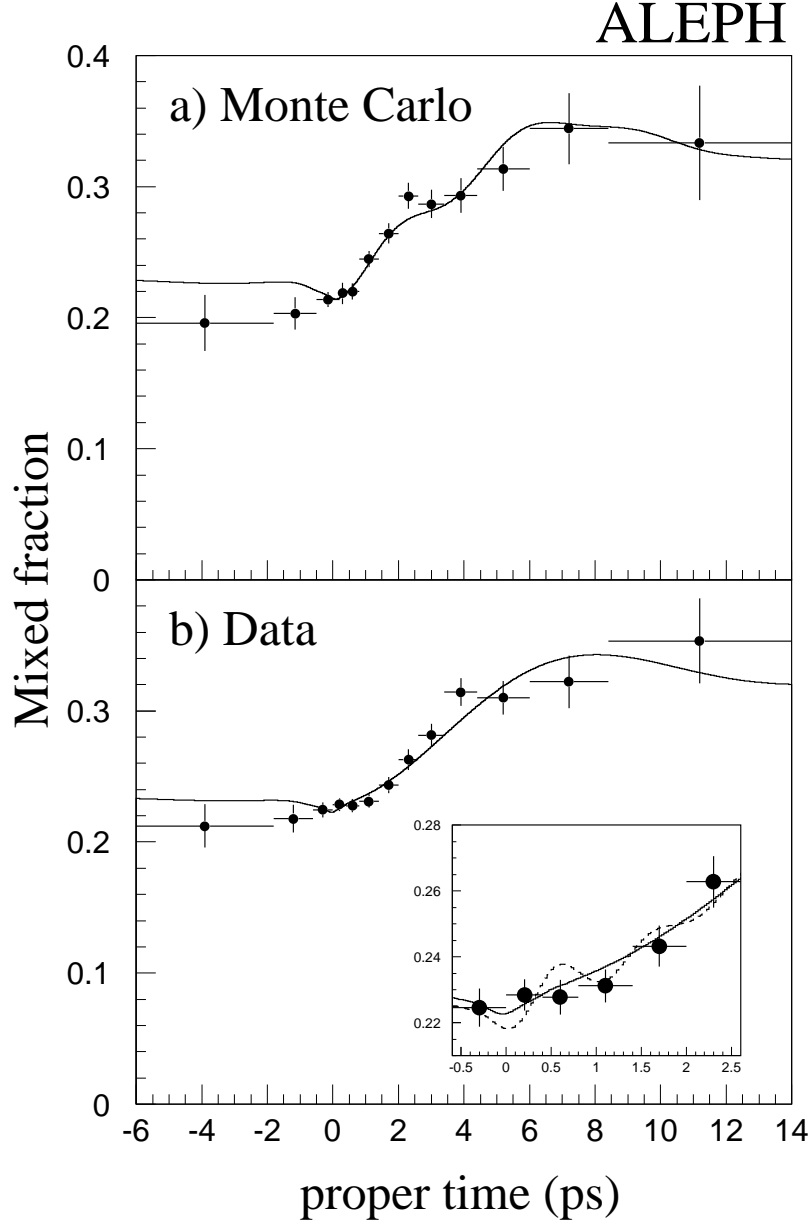 ALEPH
a) Monte Carlo
0.4
0.3
0.2
0.1
0
Mixed fraction
b) Data
0.3
0.2
0.1
0
0.28
0.26
0.24
0.22
-0.5 0 0.5 1 1.5 2 2.5
-6 -4 -2 0 2 4 6 8 10 12 14
proper time (ps)